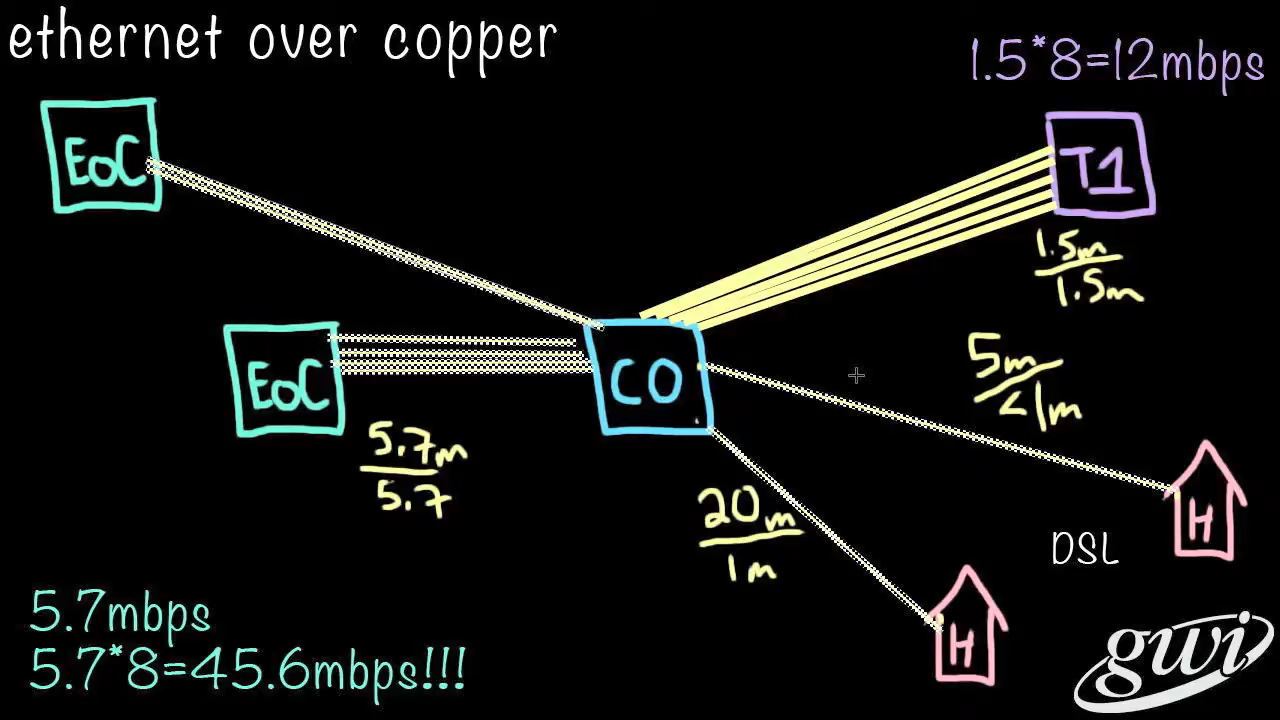 ethernet over copper
1.5*8=12mbps
EoC
T1
1.5m
1.5m
EoC
CO
5m
<1m
5.7m
5.7
20m
1m
H
DSL
H
5.7mbps
5.7*8=45.6mbps!!!
gwi